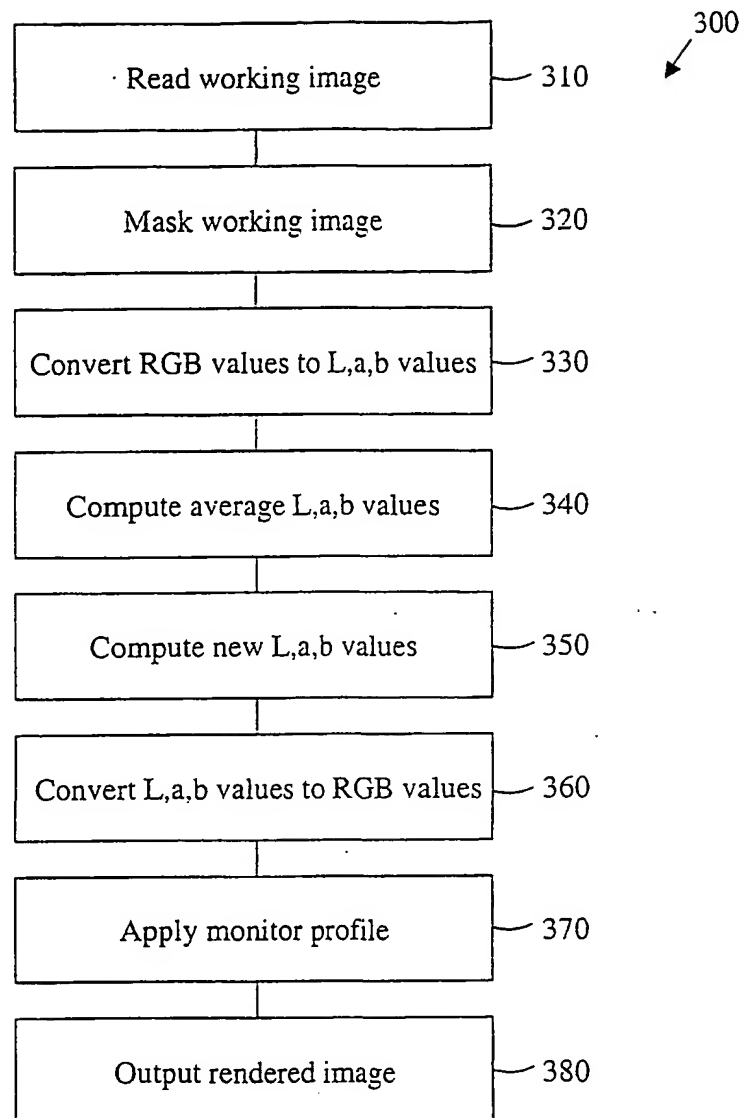 300
Read working image 310
Mask working image 320
Convert RGB values to L,a,b values 330
Compute average L,a,b values 340
Compute new L,a,b values 350
Convert L,a,b values to RGB values 360
Apply monitor profile 370
Output rendered image 380